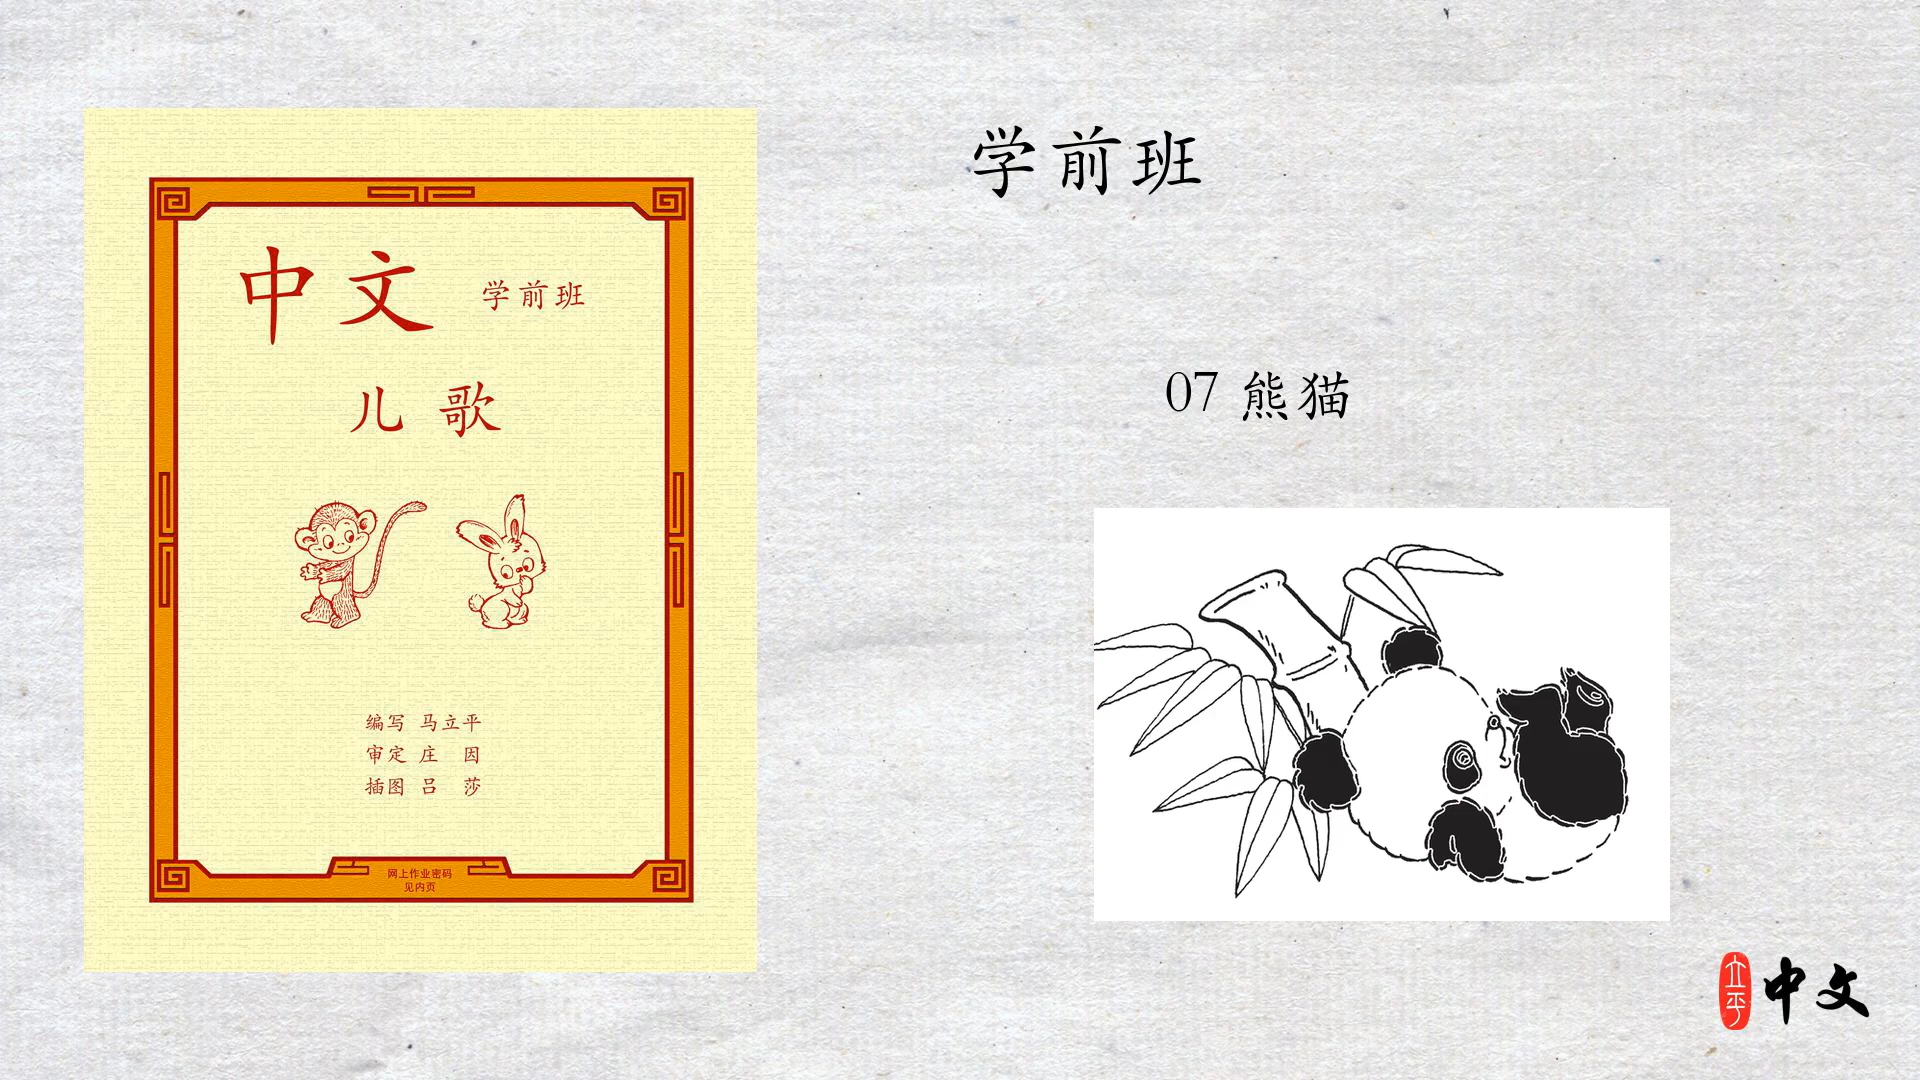 中文 学前班
儿歌
编写 马立平
审定 庄 因
插图 吕 莎
网上作业密码
见内页
学前班
07 熊猫
立平
中文